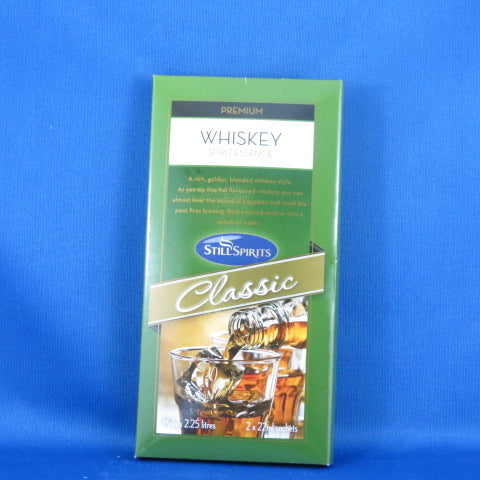 PREMIUM
WHISKEY
SPIRIT ESSENCE
A rich, golden, blended whiskey style.
As you sip this full flavoured whiskey, you can
almost hear the sound of bagpipes and smell the
peat fires burning. Best enjoyed neat or with a
splash of water.
STILL SPIRITS
Classic
Makes 2.25 litres
2 x 22ml sachets